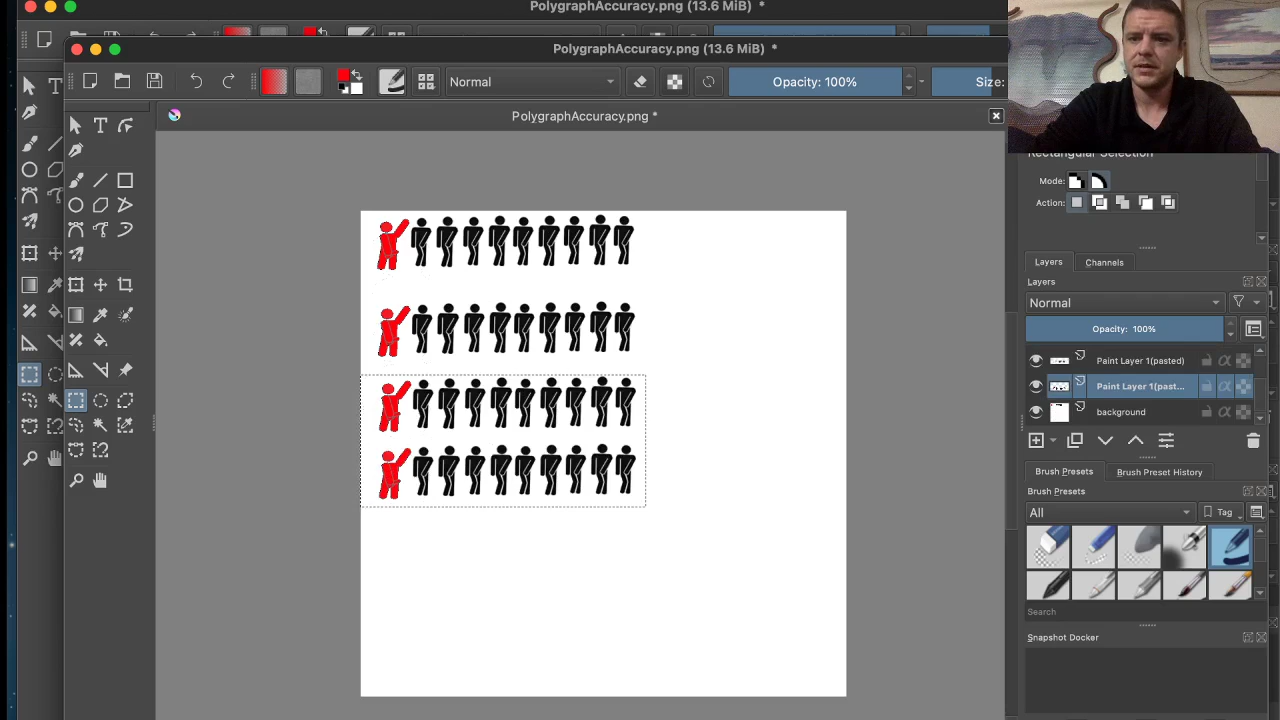 PolygraphAccuracy.png (13.6 MiB) *
PolygraphAccuracy.png (13.6 MiB) *
Normal
Opacity: 100%
Size:
PolygraphAccuracy.png *
Rectangular Selection
Mode:
Action:
Layers
Channels
Layers
Normal
Opacity: 100%
Paint Layer 1(pasted)
Paint Layer 1(past...
background
Brush Presets
Brush Preset History
Brush Presets
All
Tag
Search
Snapshot Docker